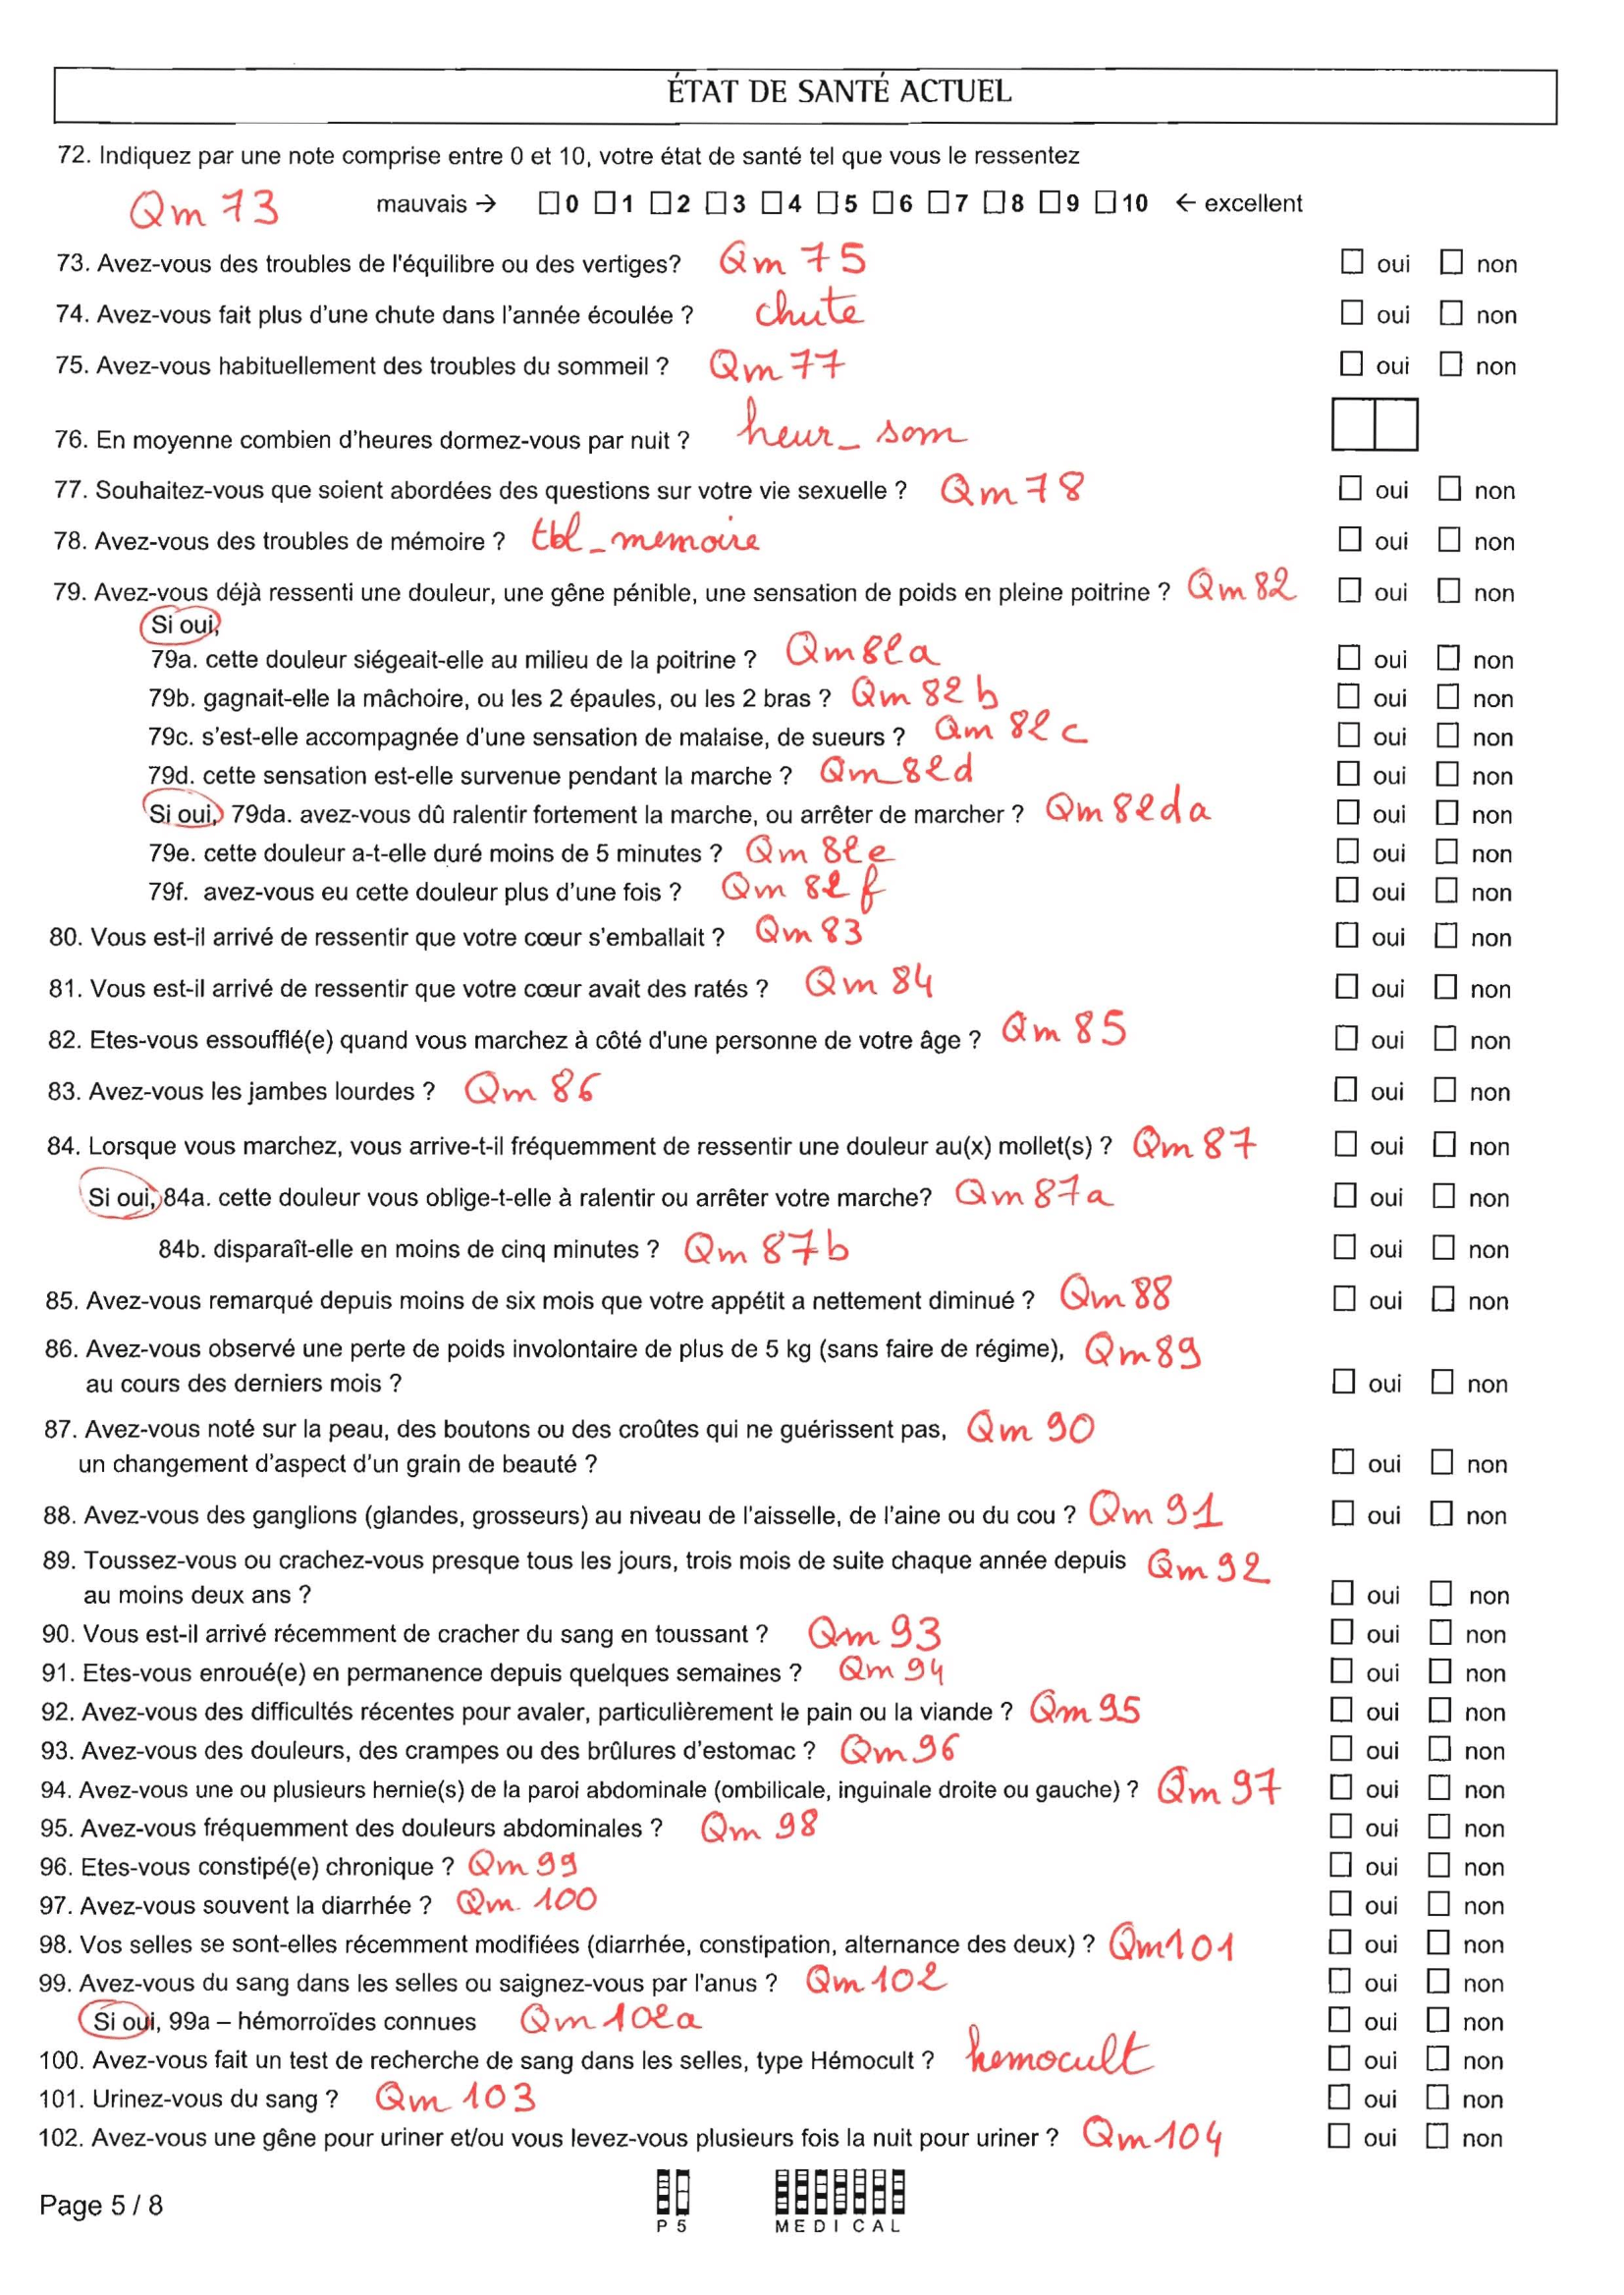 ÉTAT DE SANTÉ ACTUEL
72. Indiquez par une note comprise entre 0 et 10, votre état de santé tel que vous le ressentez
Qm 73 mauvais → □ 0 □ 1 □ 2 □ 3 □ 4 □ 5 □ 6 □ 7 □ 8 □ 9 □ 10 ← excellent
73. Avez-vous des troubles de l'équilibre ou des vertiges? Qm 75 □ oui □ non
74. Avez-vous fait plus d'une chute dans l'année écoulée ? chute □ oui □ non
75. Avez-vous habituellement des troubles du sommeil ? Qm 77 □ oui □ non
76. En moyenne combien d'heures dormez-vous par nuit ? heur_som
77. Souhaitez-vous que soient abordées des questions sur votre vie sexuelle ? Qm 78 □ oui □ non
78. Avez-vous des troubles de mémoire ? tbl_memoire □ oui □ non
79. Avez-vous déjà ressenti une douleur, une gêne pénible, une sensation de poids en pleine poitrine ? Qm 82 □ oui □ non
Si oui,
79a. cette douleur siégeait-elle au milieu de la poitrine ? Qm 82a □ oui □ non
79b. gagnait-elle la mâchoire, ou les 2 épaules, ou les 2 bras ? Qm 82 b □ oui □ non
79c. s'est-elle accompagnée d'une sensation de malaise, de sueurs ? Qm 82 c □ oui □ non
79d. cette sensation est-elle survenue pendant la marche ? Qm_82d □ oui □ non
Si oui, 79da. avez-vous dû ralentir fortement la marche, ou arrêter de marcher ? Qm 82da □ oui □ non
79e. cette douleur a-t-elle duré moins de 5 minutes ? Qm 82e □ oui □ non
79f. avez-vous eu cette douleur plus d'une fois ? Qm 82 f □ oui □ non
80. Vous est-il arrivé de ressentir que votre cœur s'emballait ? Qm 83 □ oui □ non
81. Vous est-il arrivé de ressentir que votre cœur avait des ratés ? Qm 84 □ oui □ non
82. Etes-vous essoufflé(e) quand vous marchez à côté d'une personne de votre âge ? Qm 85 □ oui □ non
83. Avez-vous les jambes lourdes ? Qm 86 □ oui □ non
84. Lorsque vous marchez, vous arrive-t-il fréquemment de ressentir une douleur au(x) mollet(s) ? Qm 87 □ oui □ non
Si oui, 84a. cette douleur vous oblige-t-elle à ralentir ou arrêter votre marche? Qm 87a □ oui □ non
84b. disparaît-elle en moins de cinq minutes ? Qm 87b □ oui □ non
85. Avez-vous remarqué depuis moins de six mois que votre appétit a nettement diminué ? Qm 88 □ oui □ non
86. Avez-vous observé une perte de poids involontaire de plus de 5 kg (sans faire de régime), Qm 89
au cours des derniers mois ? □ oui □ non
87. Avez-vous noté sur la peau, des boutons ou des croûtes qui ne guérissent pas, Qm 90
un changement d'aspect d'un grain de beauté ? □ oui □ non
88. Avez-vous des ganglions (glandes, grosseurs) au niveau de l'aisselle, de l'aine ou du cou ? Qm 91 □ oui □ non
89. Toussez-vous ou crachez-vous presque tous les jours, trois mois de suite chaque année depuis Qm 92
au moins deux ans ? □ oui □ non
90. Vous est-il arrivé récemment de cracher du sang en toussant ? Qm 93 □ oui □ non
91. Etes-vous enroué(e) en permanence depuis quelques semaines ? Qm 94 □ oui □ non
92. Avez-vous des difficultés récentes pour avaler, particulièrement le pain ou la viande ? Qm 95 □ oui □ non
93. Avez-vous des douleurs, des crampes ou des brûlures d'estomac ? Qm 96 □ oui □ non
94. Avez-vous une ou plusieurs hernie(s) de la paroi abdominale (ombilicale, inguinale droite ou gauche) ? Qm 97 □ oui □ non
95. Avez-vous fréquemment des douleurs abdominales ? Qm 98 □ oui □ non
96. Etes-vous constipé(e) chronique ? Qm 99 □ oui □ non
97. Avez-vous souvent la diarrhée ? Qm 100 □ oui □ non
98. Vos selles se sont-elles récemment modifiées (diarrhée, constipation, alternance des deux) ? Qm 101 □ oui □ non
99. Avez-vous du sang dans les selles ou saignez-vous par l'anus ? Qm 102 □ oui □ non
Si oui, 99a – hémorroïdes connues Qm 102a □ oui □ non
100. Avez-vous fait un test de recherche de sang dans les selles, type Hémocult ? hemocult □ oui □ non
101. Urinez-vous du sang ? Qm 103 □ oui □ non
102. Avez-vous une gêne pour uriner et/ou vous levez-vous plusieurs fois la nuit pour uriner ? Qm 104 □ oui □ non
Page 5 / 8 P 5 MEDICAL